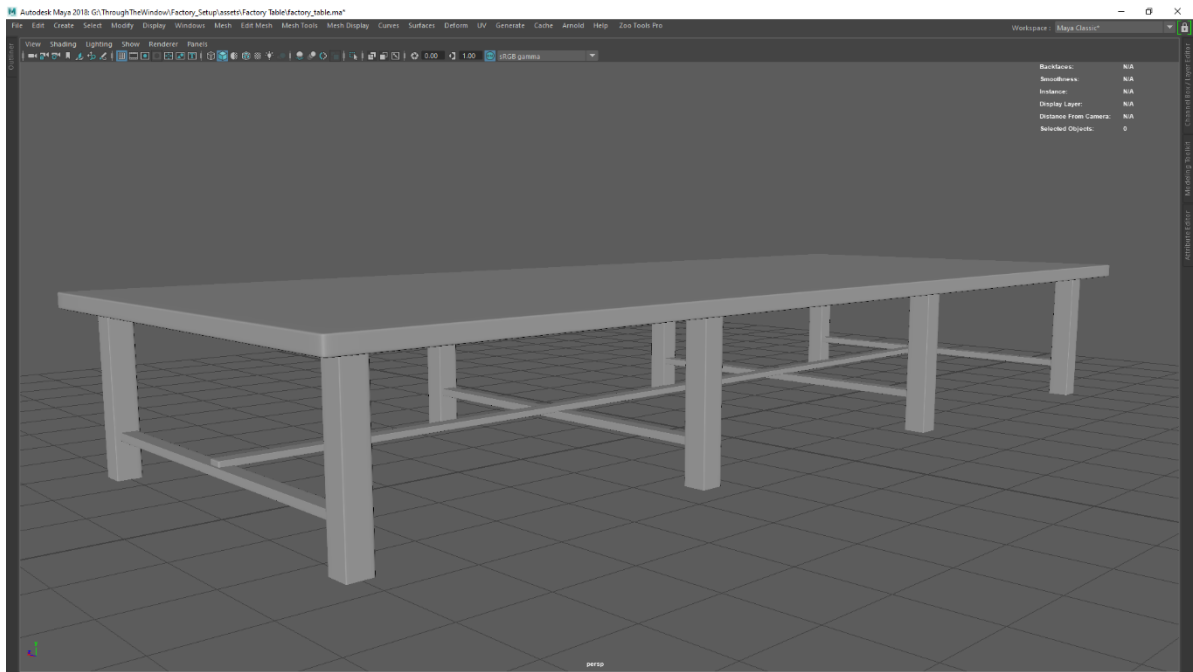 Autodesk Maya 2018: G:\ThroughTheWindow\Factory_Setup\assets\Factory Table\factory_table.ma*
File Edit Create Select Modify Display Windows Mesh Edit Mesh Mesh Tools Mesh Display Curves Surfaces Deform UV Generate Cache Arnold Help Zoo Tools Pro
Workspace : Maya Classic*
View Shading Lighting Show Renderer Panels
0.00 1.00 sRGB gamma
Backfaces: N/A
Smoothness: N/A
Instance: N/A
Display Layer: N/A
Distance From Camera: N/A
Selected Objects: 0
Channel Box / Layer Editor
Modeling Toolkit
Attribute Editor
persp